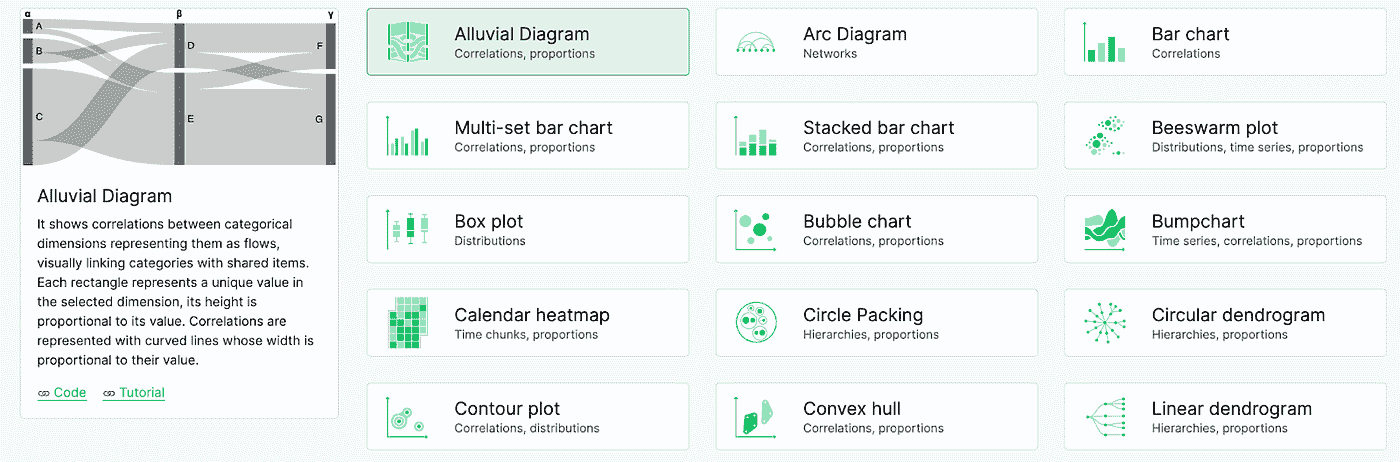 α β γ
A
B
C
D
E
F
G
Alluvial Diagram
It shows correlations between categorical
dimensions representing them as flows,
visually linking categories with shared items.
Each rectangle represents a unique value in
the selected dimension, its height is
proportional to its value. Correlations are
represented with curved lines whose width is
proportional to their value.
Code Tutorial
Alluvial Diagram
Correlations, proportions
Arc Diagram
Networks
Bar chart
Correlations
Multi-set bar chart
Correlations, proportions
Stacked bar chart
Correlations, proportions
Beeswarm plot
Distributions, time series, proportions
Box plot
Distributions
Bubble chart
Correlations, proportions
Bumpchart
Time series, correlations, proportions
Calendar heatmap
Time chunks, proportions
Circle Packing
Hierarchies, proportions
Circular dendrogram
Hierarchies, proportions
Contour plot
Correlations, distributions
Convex hull
Correlations, proportions
Linear dendrogram
Hierarchies, proportions